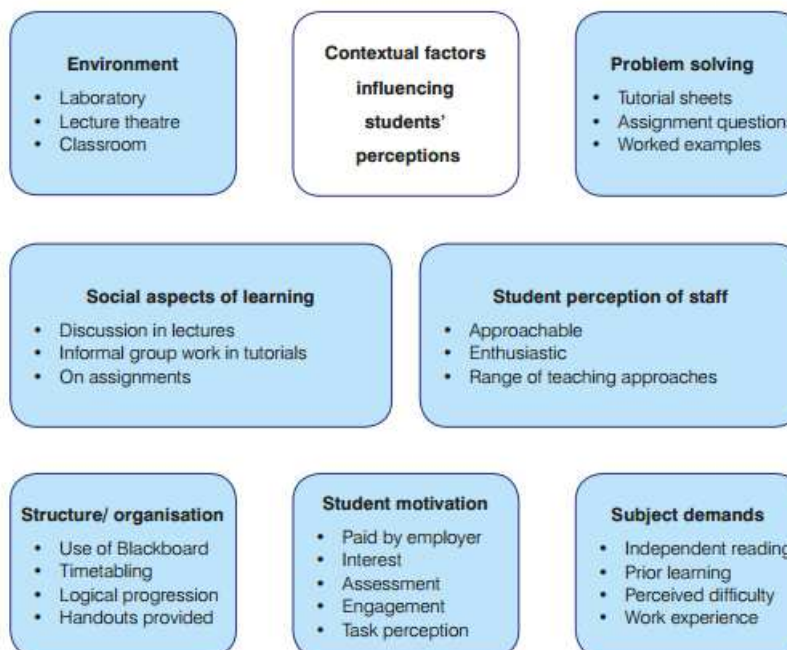 Environment
• Laboratory
• Lecture theatre
• Classroom
Contextual factors
influencing
students'
perceptions
Problem solving
• Tutorial sheets
• Assignment question
• Worked examples
Social aspects of learning
• Discussion in lectures
• Informal group work in tutorials
• On assignments
Student perception of staff
• Approachable
• Enthusiastic
• Range of teaching approaches
Structure/ organisation
• Use of Blackboard
• Timetabling
• Logical progression
• Handouts provided
Student motivation
• Paid by employer
• Interest
• Assessment
• Engagement
• Task perception
Subject demands
• Independent reading
• Prior learning
• Perceived difficulty
• Work experience